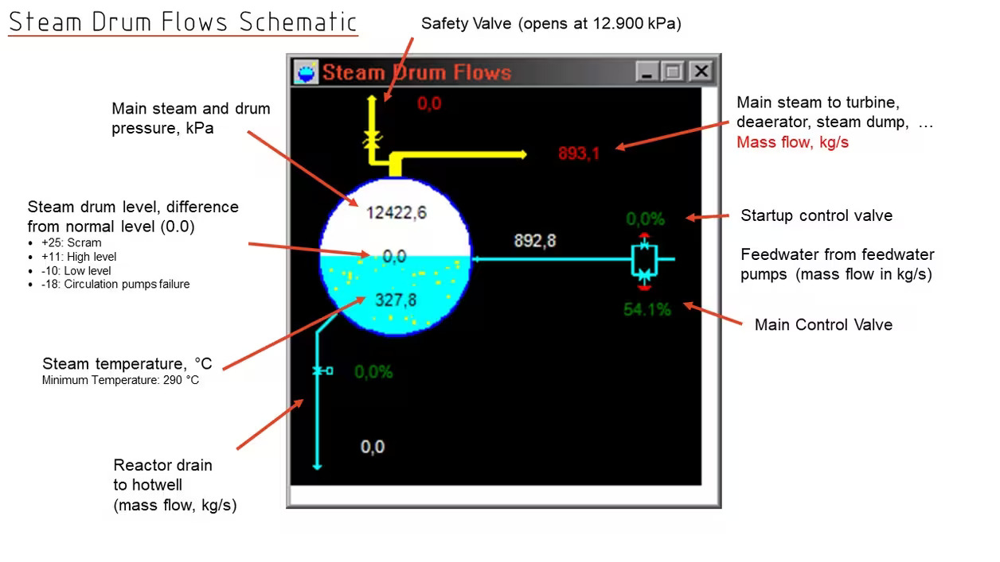 Steam Drum Flows Schematic
Safety Valve (opens at 12.900 kPa)
Steam Drum Flows
Main steam and drum
pressure, kPa
0,0
893,1
Main steam to turbine,
deaerator, steam dump, …
Mass flow, kg/s
Steam drum level, difference
from normal level (0.0)
• +25: Scram
• +11: High level
• -10: Low level
• -18: Circulation pumps failure
12422,6
0,0
327,8
892,8
0,0%
54.1%
Startup control valve
Feedwater from feedwater
pumps (mass flow in kg/s)
Main Control Valve
Steam temperature, °C
Minimum Temperature: 290 °C
0,0%
0,0
Reactor drain
to hotwell
(mass flow, kg/s)